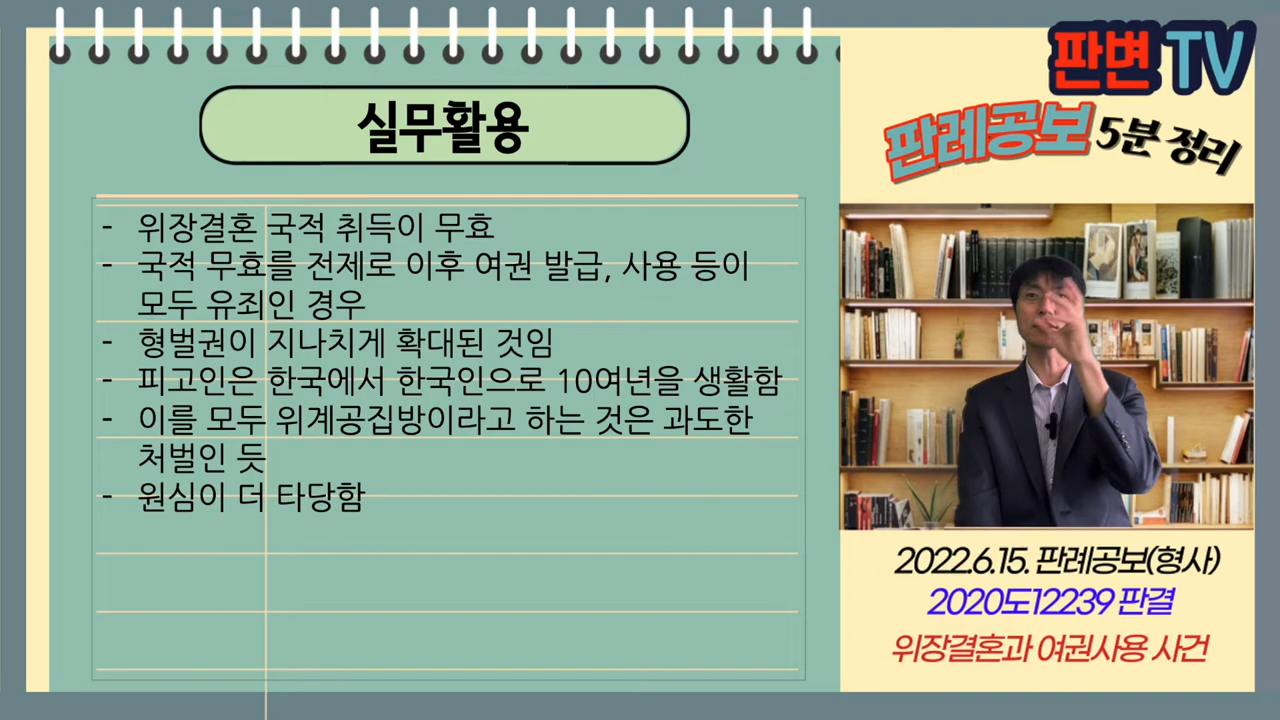 실무활용
- 위장결혼 국적 취득이 무효
- 국적 무효를 전제로 이후 여권 발급, 사용 등이
모두 유죄인 경우
- 형벌권이 지나치게 확대된 것임
- 피고인은 한국에서 한국인으로 10여년을 생활함
- 이를 모두 위계공집방이라고 하는 것은 과도한
처벌인 듯
- 원심이 더 타당함
판변 TV
판례공보 5분 정리
2022.6.15. 판례공보(형사)
2020도12239 판결
위장결혼과 여권사용 사건